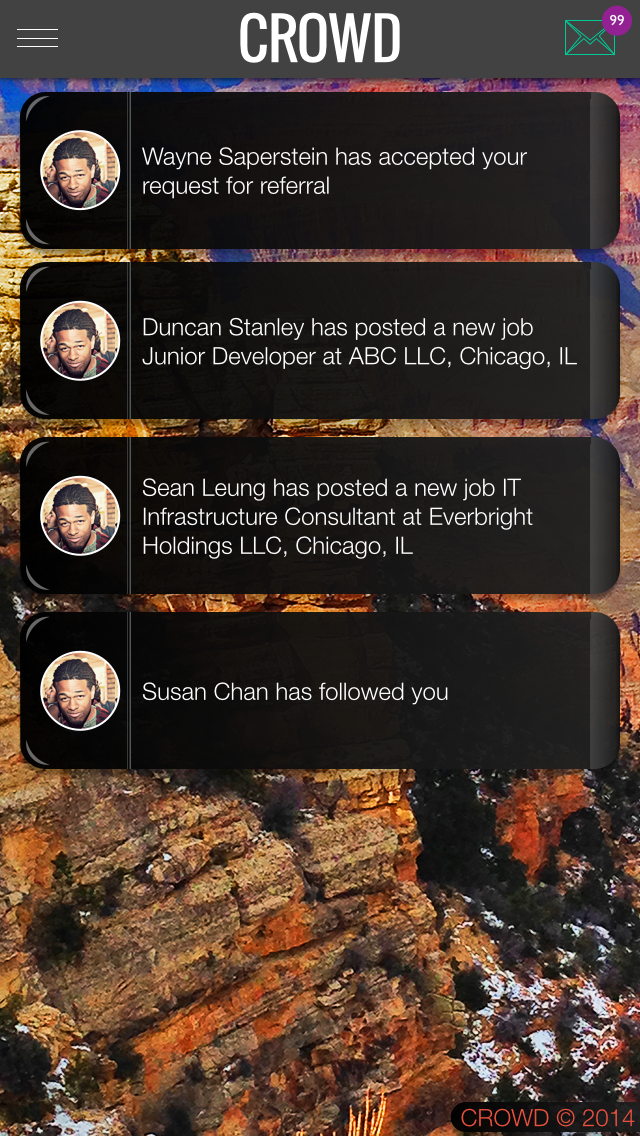 CROWD
99
Wayne Saperstein has accepted your
request for referral
Duncan Stanley has posted a new job
Junior Developer at ABC LLC, Chicago, IL
Sean Leung has posted a new job IT
Infrastructure Consultant at Everbright
Holdings LLC, Chicago, IL
Susan Chan has followed you
CROWD © 2014